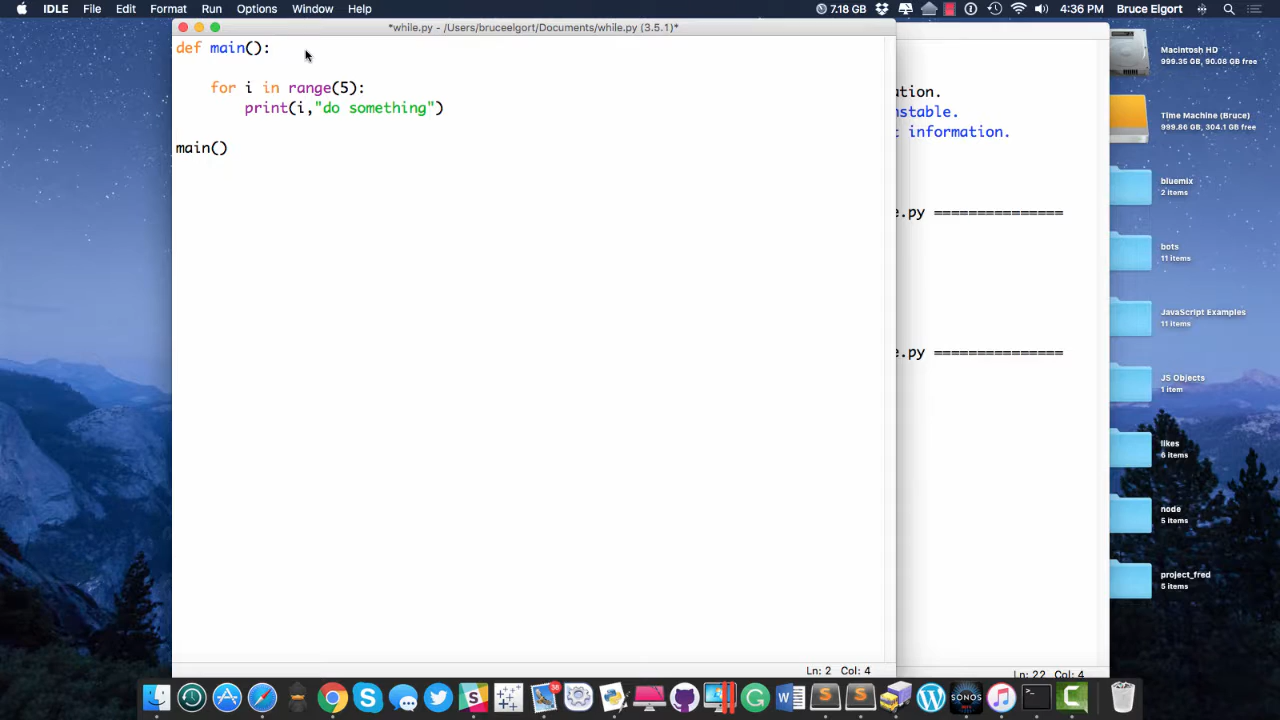 IDLE File Edit Format Run Options Window Help
7.18 GB 4:36 PM Bruce Elgort
*while.py - /Users/bruceelgort/Documents/while.py (3.5.1)*
def main():
for i in range(5):
print(i,"do something")
main()
Ln: 2 Col: 4
ation.
nstable.
information.
e.py ===============
e.py ===============
Ln: 22 Col: 4
Macintosh HD
999.35 GB, 90.08 GB free
Time Machine (Bruce)
999.86 GB, 304.1 GB free
bluemix
2 items
bots
11 items
JavaScript Examples
11 items
JS Objects
1 item
likes
6 items
node
5 items
project_fred
5 items
SONOS